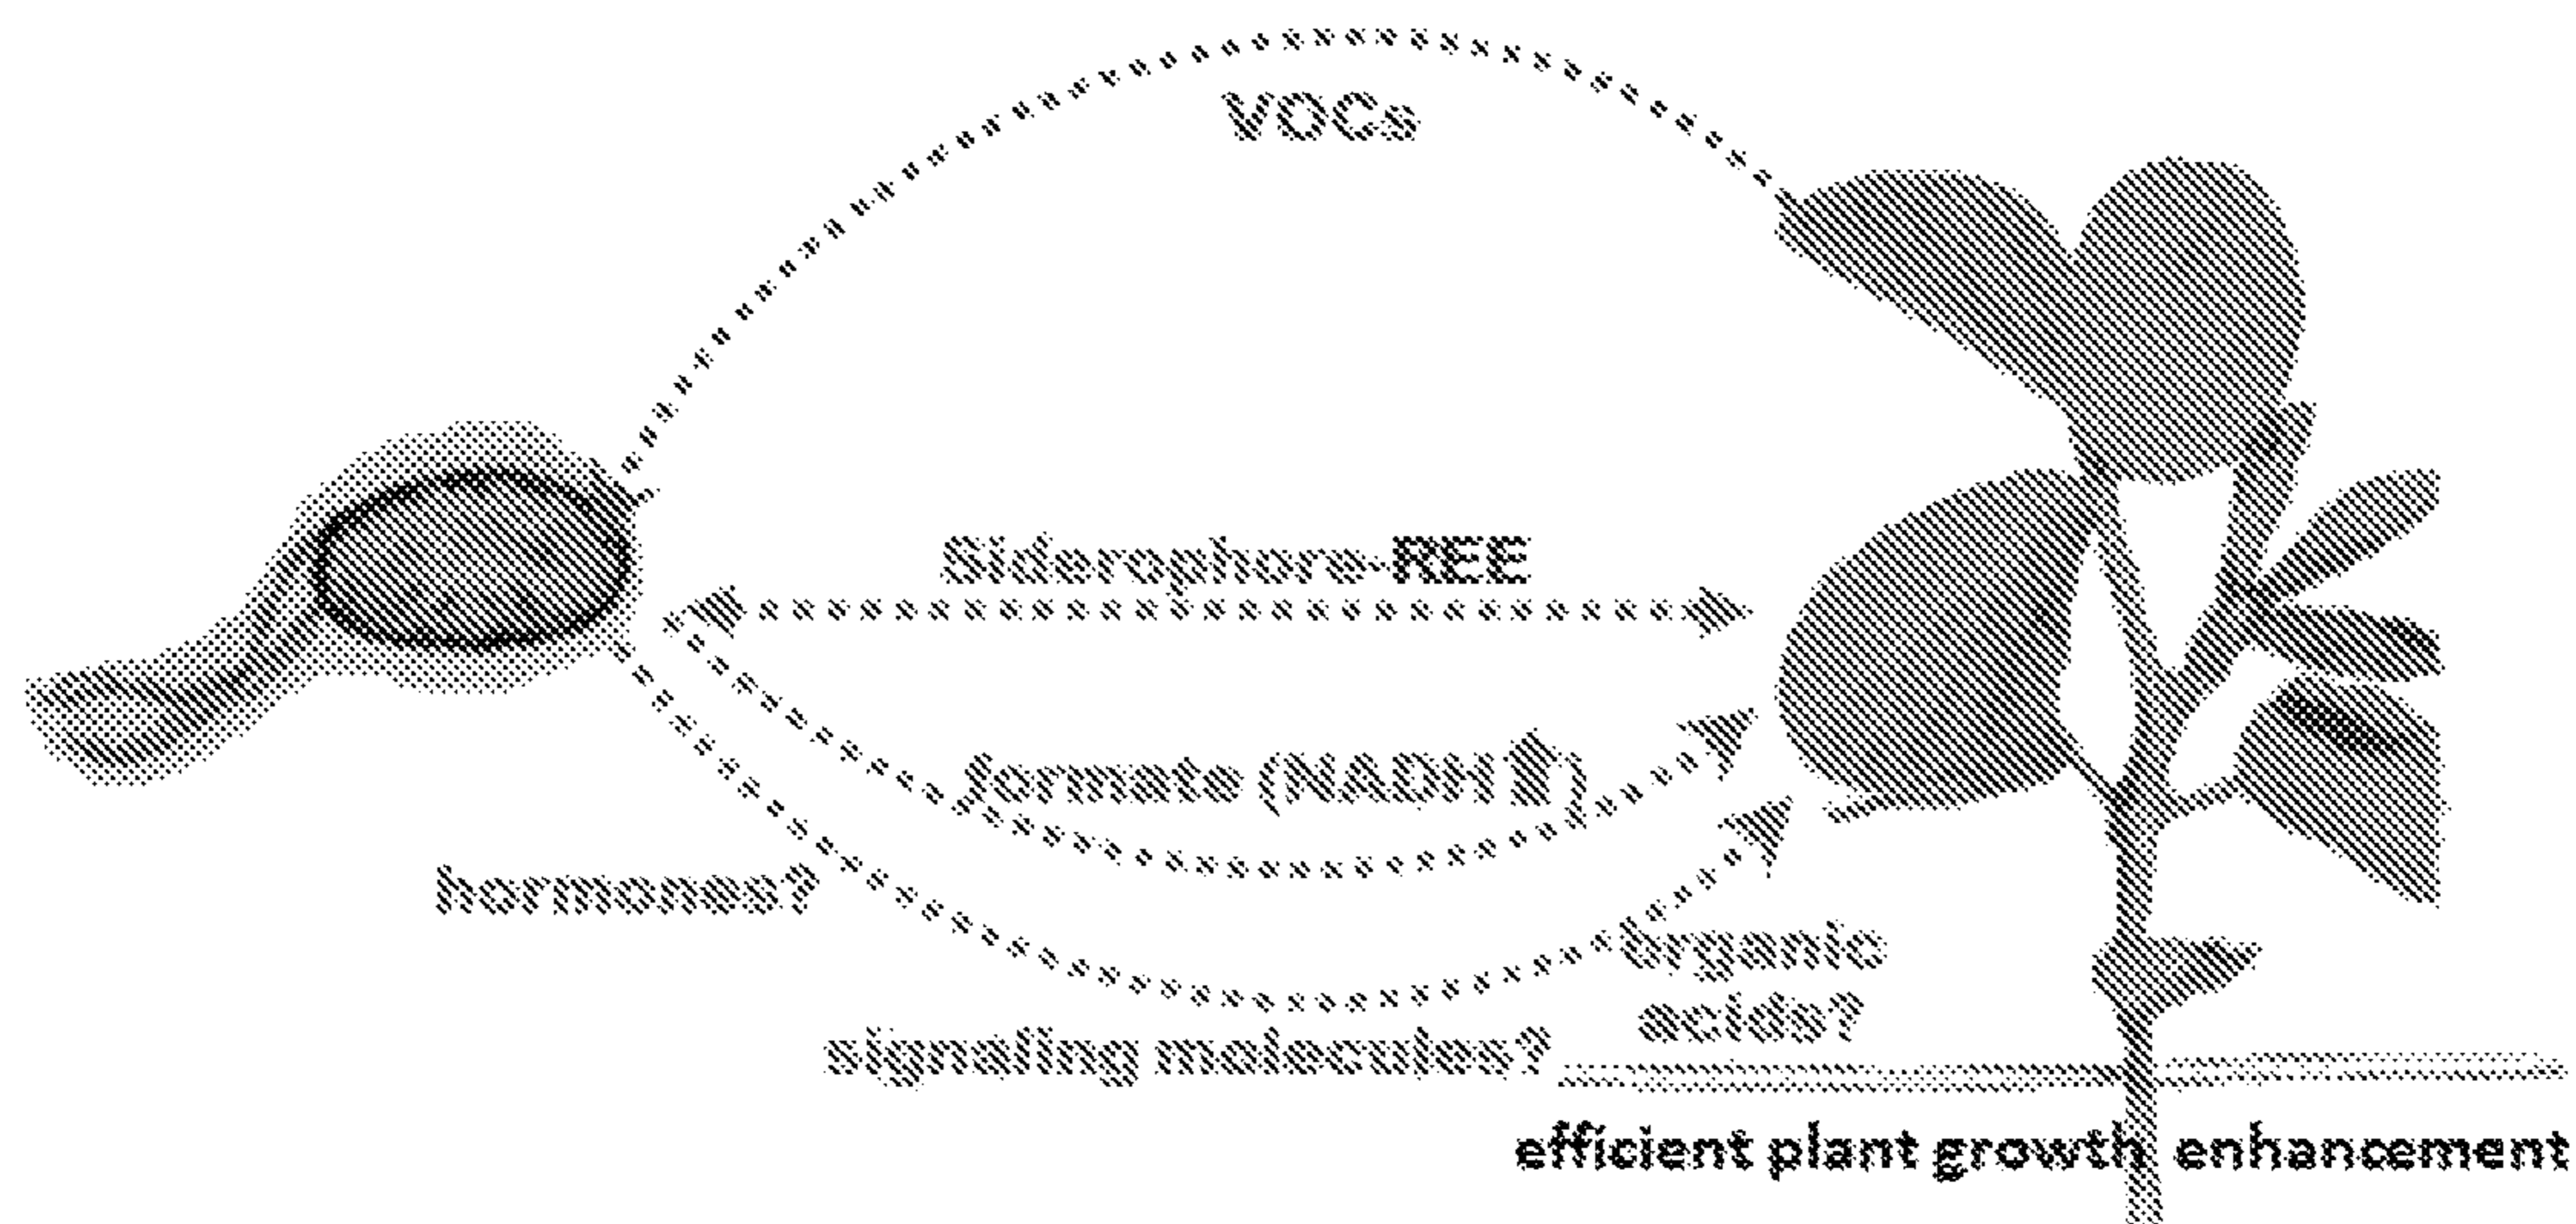 VOCs
Siderophore-REE
formate (NADH⬆)
hormones?
organic
acids?
signaling molecules?
efficient plant growth enhancement